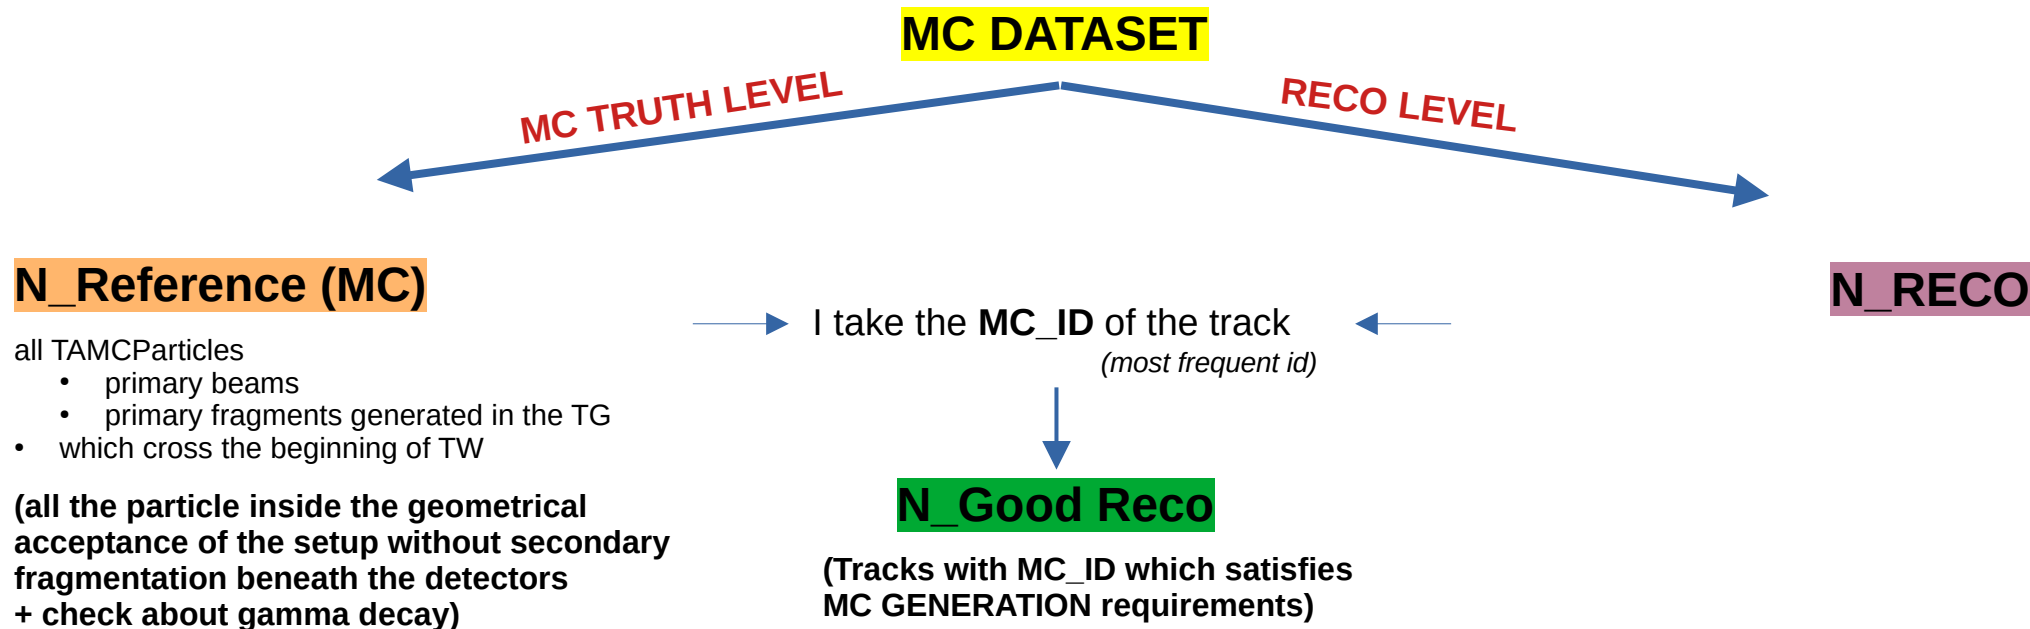 MC DATASET
MC TRUTH LEVEL
RECO LEVEL
N_Reference (MC)
all TAMCParticles
• primary beams
• primary fragments generated in the TG
• which cross the beginning of TW
(all the particle inside the geometrical
acceptance of the setup without secondary
fragmentation beneath the detectors
+ check about gamma decay)
I take the MC_ID of the track
(most frequent id)
N_Good Reco
(Tracks with MC_ID which satisfies
MC GENERATION requirements)
N_RECO